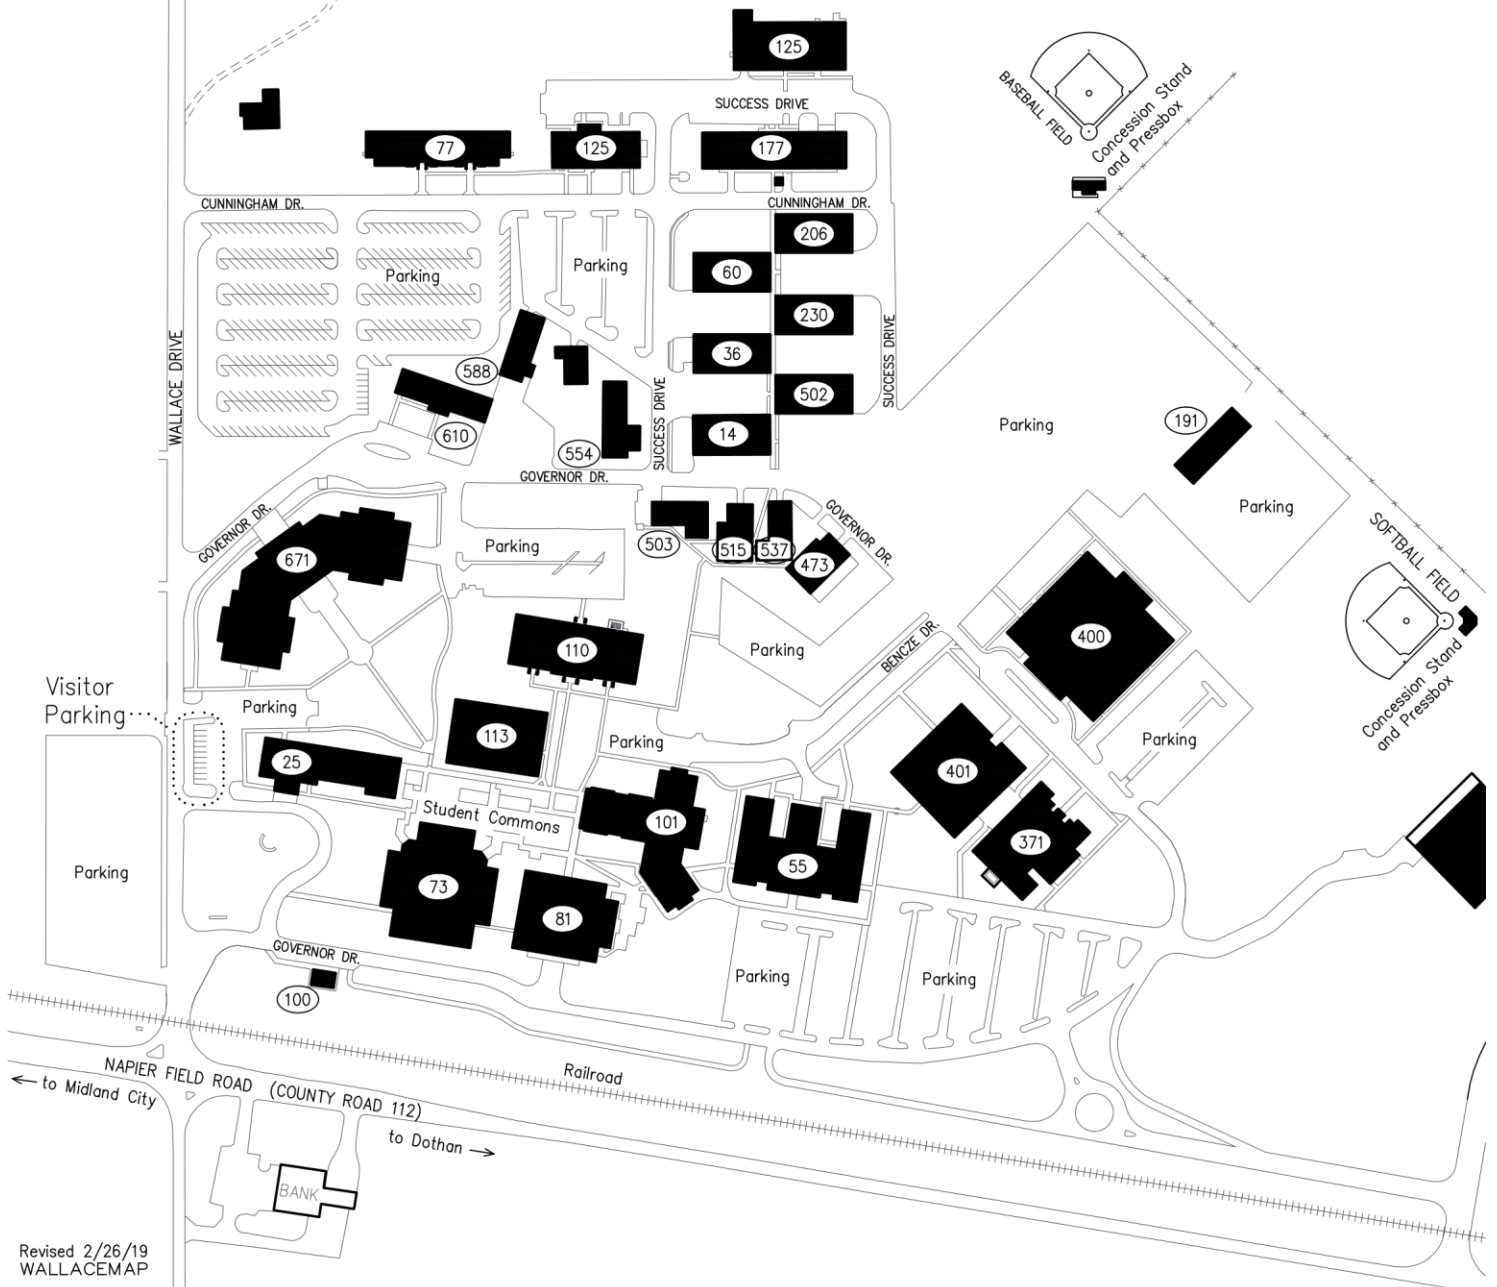 125
SUCCESS DRIVE
BASEBALL FIELD
Concession Stand
and Pressbox
77
125
177
CUNNINGHAM DR.
CUNNINGHAM DR.
206
Parking
Parking
60
230
WALLACE DRIVE
36
SUCCESS DRIVE
588
502
SUCCESS DRIVE
610
14
554
Parking
191
GOVERNOR DR.
Parking
GOVERNOR DR.
671
Parking
503
515
537
473
GOVERNOR DR.
SOFTBALL FIELD
Concession Stand
and Pressbox
110
Parking
BENCZE DR.
400
Visitor
Parking
Parking
113
Parking
Parking
25
401
Student Commons
101
371
Parking
73
55
81
GOVERNOR DR.
100
Parking
Parking
NAPIER FIELD ROAD (COUNTY ROAD 112)
Railroad
to Midland City
to Dothan
BANK
Revised 2/26/19
WALLACEMAP